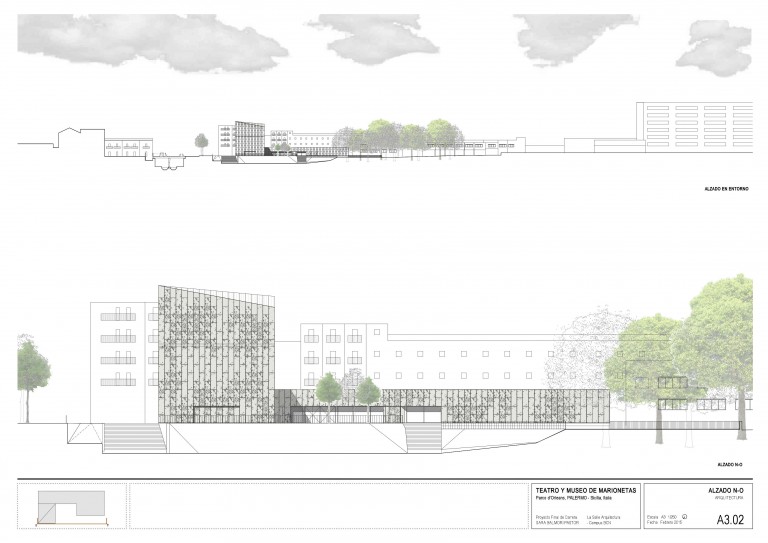 ALZADO EN ENTORNO
ALZADO N-O
TEATRO Y MUSEO DE MARIONETAS
Parco d'Orleans, PALERMO - Sicilia, Italia
Proyecto Final de Carrera
La Salle Arquitectura
SARA BALMORI PASTOR
- Campus BCN
ALZADO N-O
ARQUITECTURA
Escala - A3 1/250
Fecha - Febrero 2015
A3.02